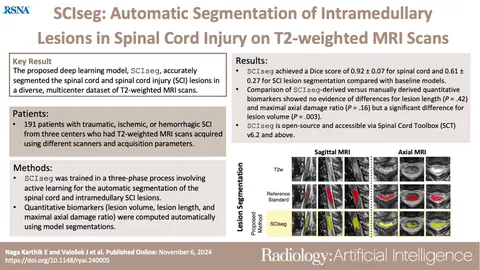 RSNA
SCIseg: Automatic Segmentation of Intramedullary
Lesions in Spinal Cord Injury on T2-weighted MRI Scans
Key Result
The proposed deep learning model, SCIseg, accurately
segmented the spinal cord and spinal cord injury (SCI) lesions in
a diverse, multicenter dataset of T2-weighted MRI scans.
Patients:
• 191 patients with traumatic, ischemic, or hemorrhagic SCI
from three centers who had T2-weighted MRI scans acquired
using different scanners and acquisition parameters.
Methods:
• SCIseg was trained in a three-phase process involving
active learning for the automatic segmentation of the
spinal cord and intramedullary SCI lesions.
• Quantitative biomarkers (lesion volume, lesion length, and
maximal axial damage ratio) were computed automatically
using model segmentations.
Results:
• SCIseg achieved a Dice score of 0.92 ± 0.07 for spinal cord and 0.61 ±
0.27 for SCI lesion segmentation compared with baseline models.
• Comparison of SCIseg-derived versus manually derived quantitative
biomarkers showed no evidence of differences for lesion length (P = .42)
and maximal axial damage ratio (P = .16) but a significant difference for
lesion volume (P = .003).
• SCIseg is open-source and accessible via Spinal Cord Toolbox (SCT)
v6.2 and above.
Sagittal MRI
Axial MRI
Lesion Segmentation
T2w
Reference
Standard
Proposed
Method
SCIseg
Naga Karthik E and Valošek J et al. Published Online: November 6, 2024
https://doi.org/10.1148/ryai.240005
Radiology: Artificial Intelligence